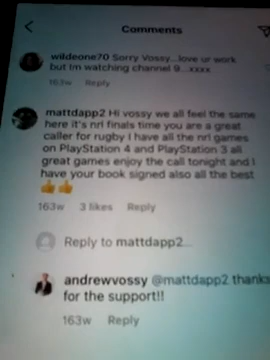 Comments
wildeone70 Sorry Vossy...love ur work
but Im watching channel 9...xxxx
163w Reply
mattdapp2 Hi vossy we all feel the same
here it's nrl finals time you are a great
caller for rugby I have all the nrl games
on PlayStation 4 and PlayStation 3 all
great games enjoy the call tonight and I
have your book signed also all the best
👍👍
163w 3 likes Reply
Reply to mattdapp2...
andrewvossy @mattdapp2 thanks
for the support!!
163w Reply